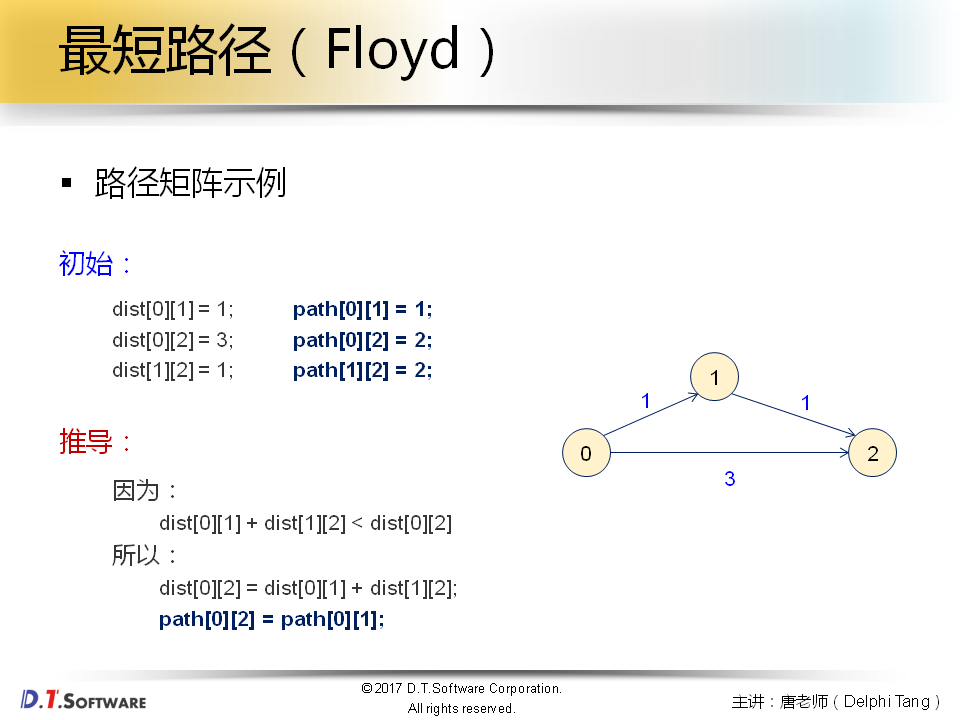 最短路径（Floyd）
▪ 路径矩阵示例
初始：
dist[0][1] = 1; path[0][1] = 1;
dist[0][2] = 3; path[0][2] = 2;
dist[1][2] = 1; path[1][2] = 2;
推导：
因为：
dist[0][1] + dist[1][2] < dist[0][2]
所以：
dist[0][2] = dist[0][1] + dist[1][2];
path[0][2] = path[0][1];
1
1
1
0
2
3
D.T.SOFTWARE
©2017 D.T.Software Corporation.
All rights reserved.
主讲：唐老师（Delphi Tang）